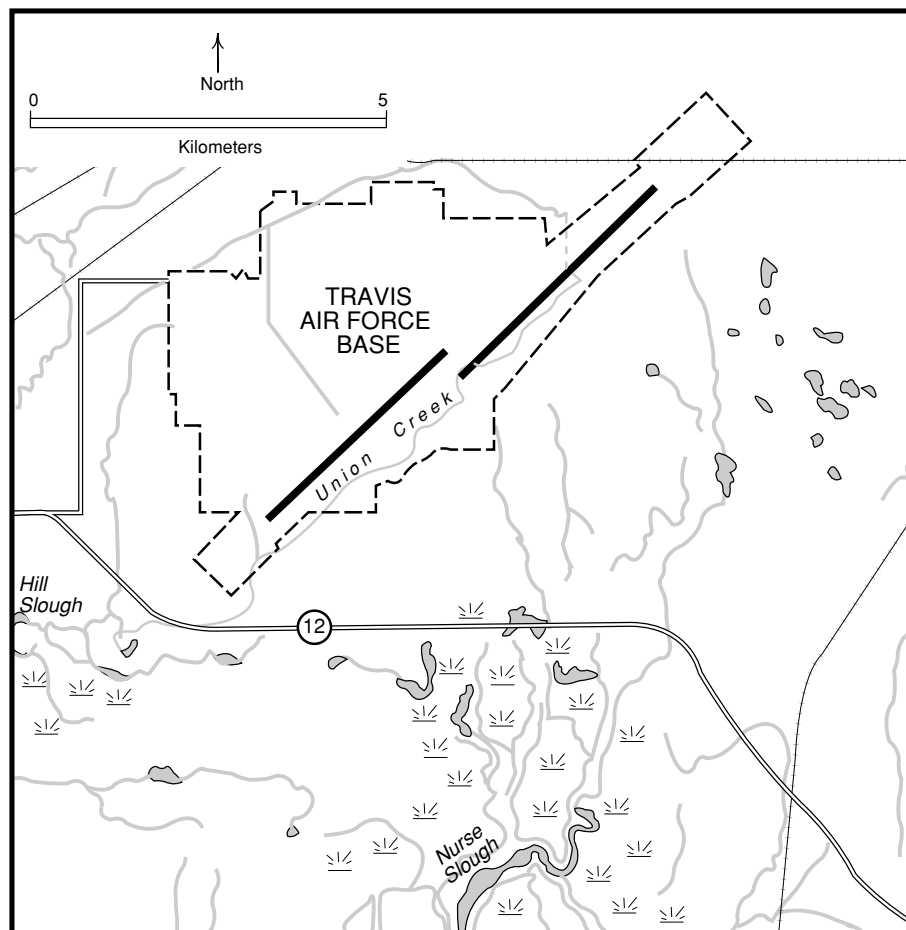 North
0 5
Kilometers
TRAVIS
AIR FORCE
BASE
Union Creek
Hill
Slough
12
Nurse
Slough